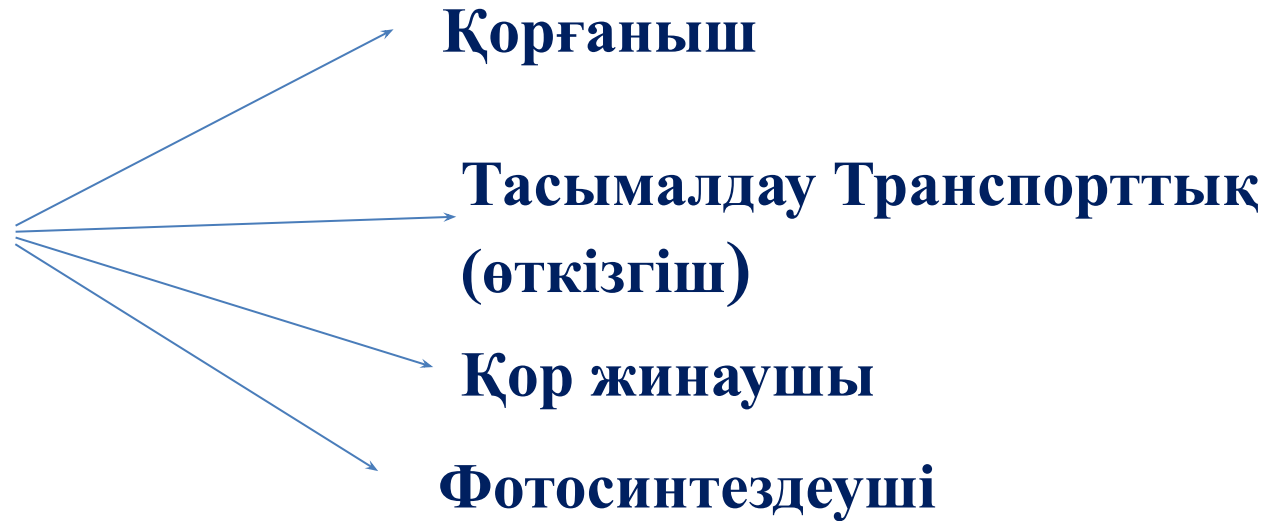 Қорғаныш
Тасымалдау Транспорттық
(өткізгіш)
Қор жинаушы
Фотосинтездеуші